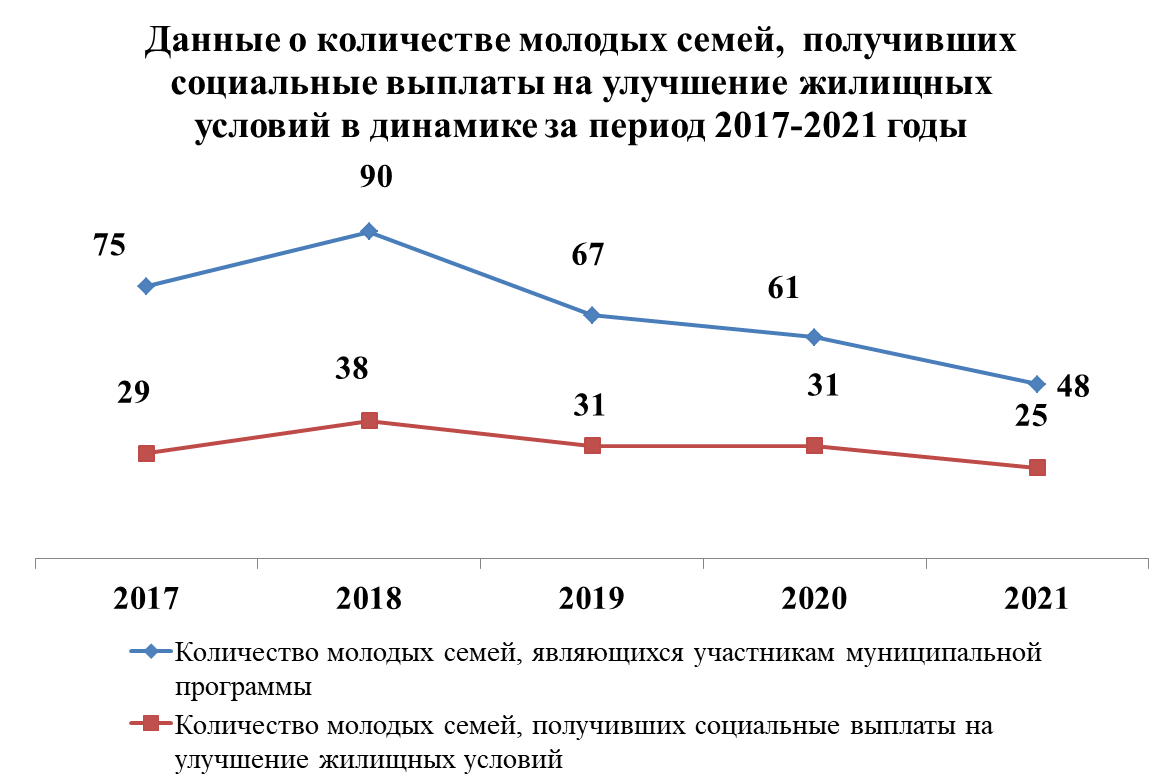 Данные о количестве молодых семей, получивших
социальные выплаты на улучшение жилищных
условий в динамике за период 2017-2021 годы
90
75
67
61
48
38
29
31
31
25
2017
2018
2019
2020
2021
Количество молодых семей, являющихся участникам муниципальной
программы
Количество молодых семей, получивших социальные выплаты на
улучшение жилищных условий